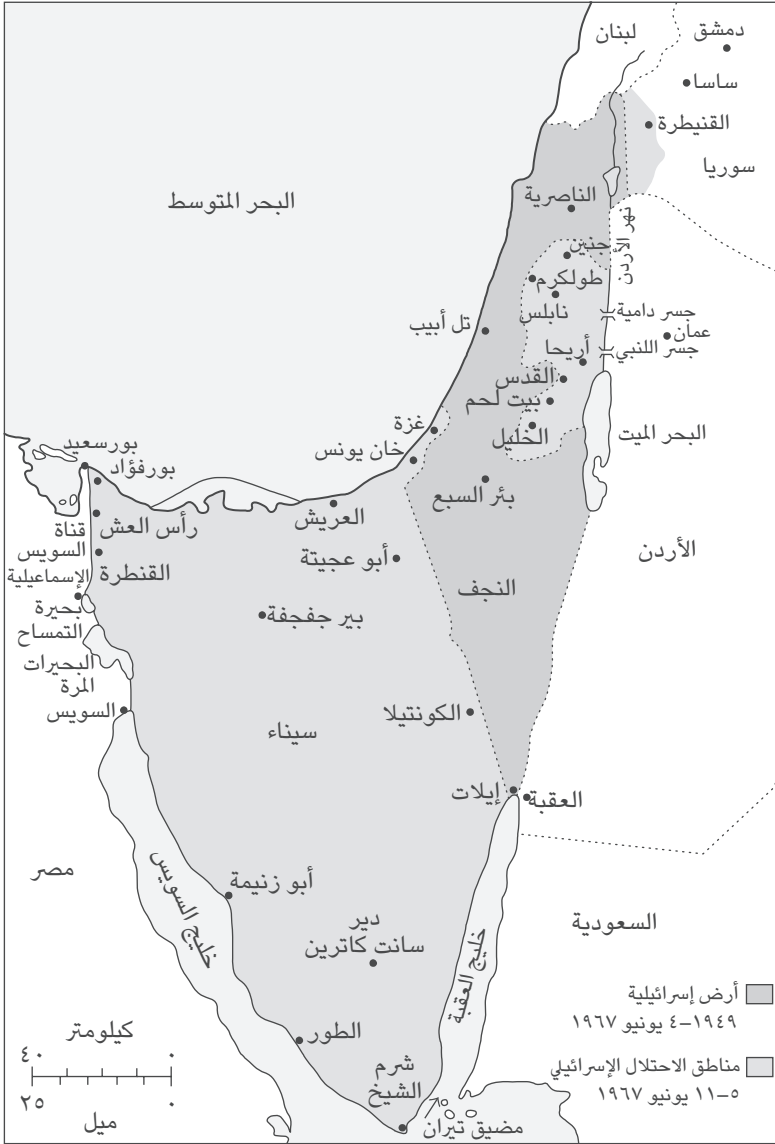 لبنان
دمشق
ساسا
القنيطرة
سوريا
البحر المتوسط
الناصرية
نهر الأردن
جنين
طولكرم
نابلس
جسر دامية
عمان
تل أبيب
أريحا
جسر اللنبي
القدس
بيت لحم
غزة
الخليل
البحر الميت
خان يونس
بورسعيد
بورفؤاد
بئر السبع
رأس العش
العريش
قناة
السويس
القنطرة
أبو عجيتة
الأردن
الإسماعيلية
النجف
بحيرة
التمساح
بير جفجفة
البحيرات
المرة
السويس
الكونتيلا
سيناء
إيلات
العقبة
مصر
خليج السويس
أبو زنيمة
دير
سانت كاترين
خليج العقبة
السعودية
الطور
شرم
الشيخ
مضيق تيران
أرض إسرائيلية
١٩٤٩–٤ يونيو ١٩٦٧
مناطق الاحتلال الإسرائيلي
٥–١١ يونيو ١٩٦٧
كيلومتر
٤٠ ٠
٢٥ ٠
ميل